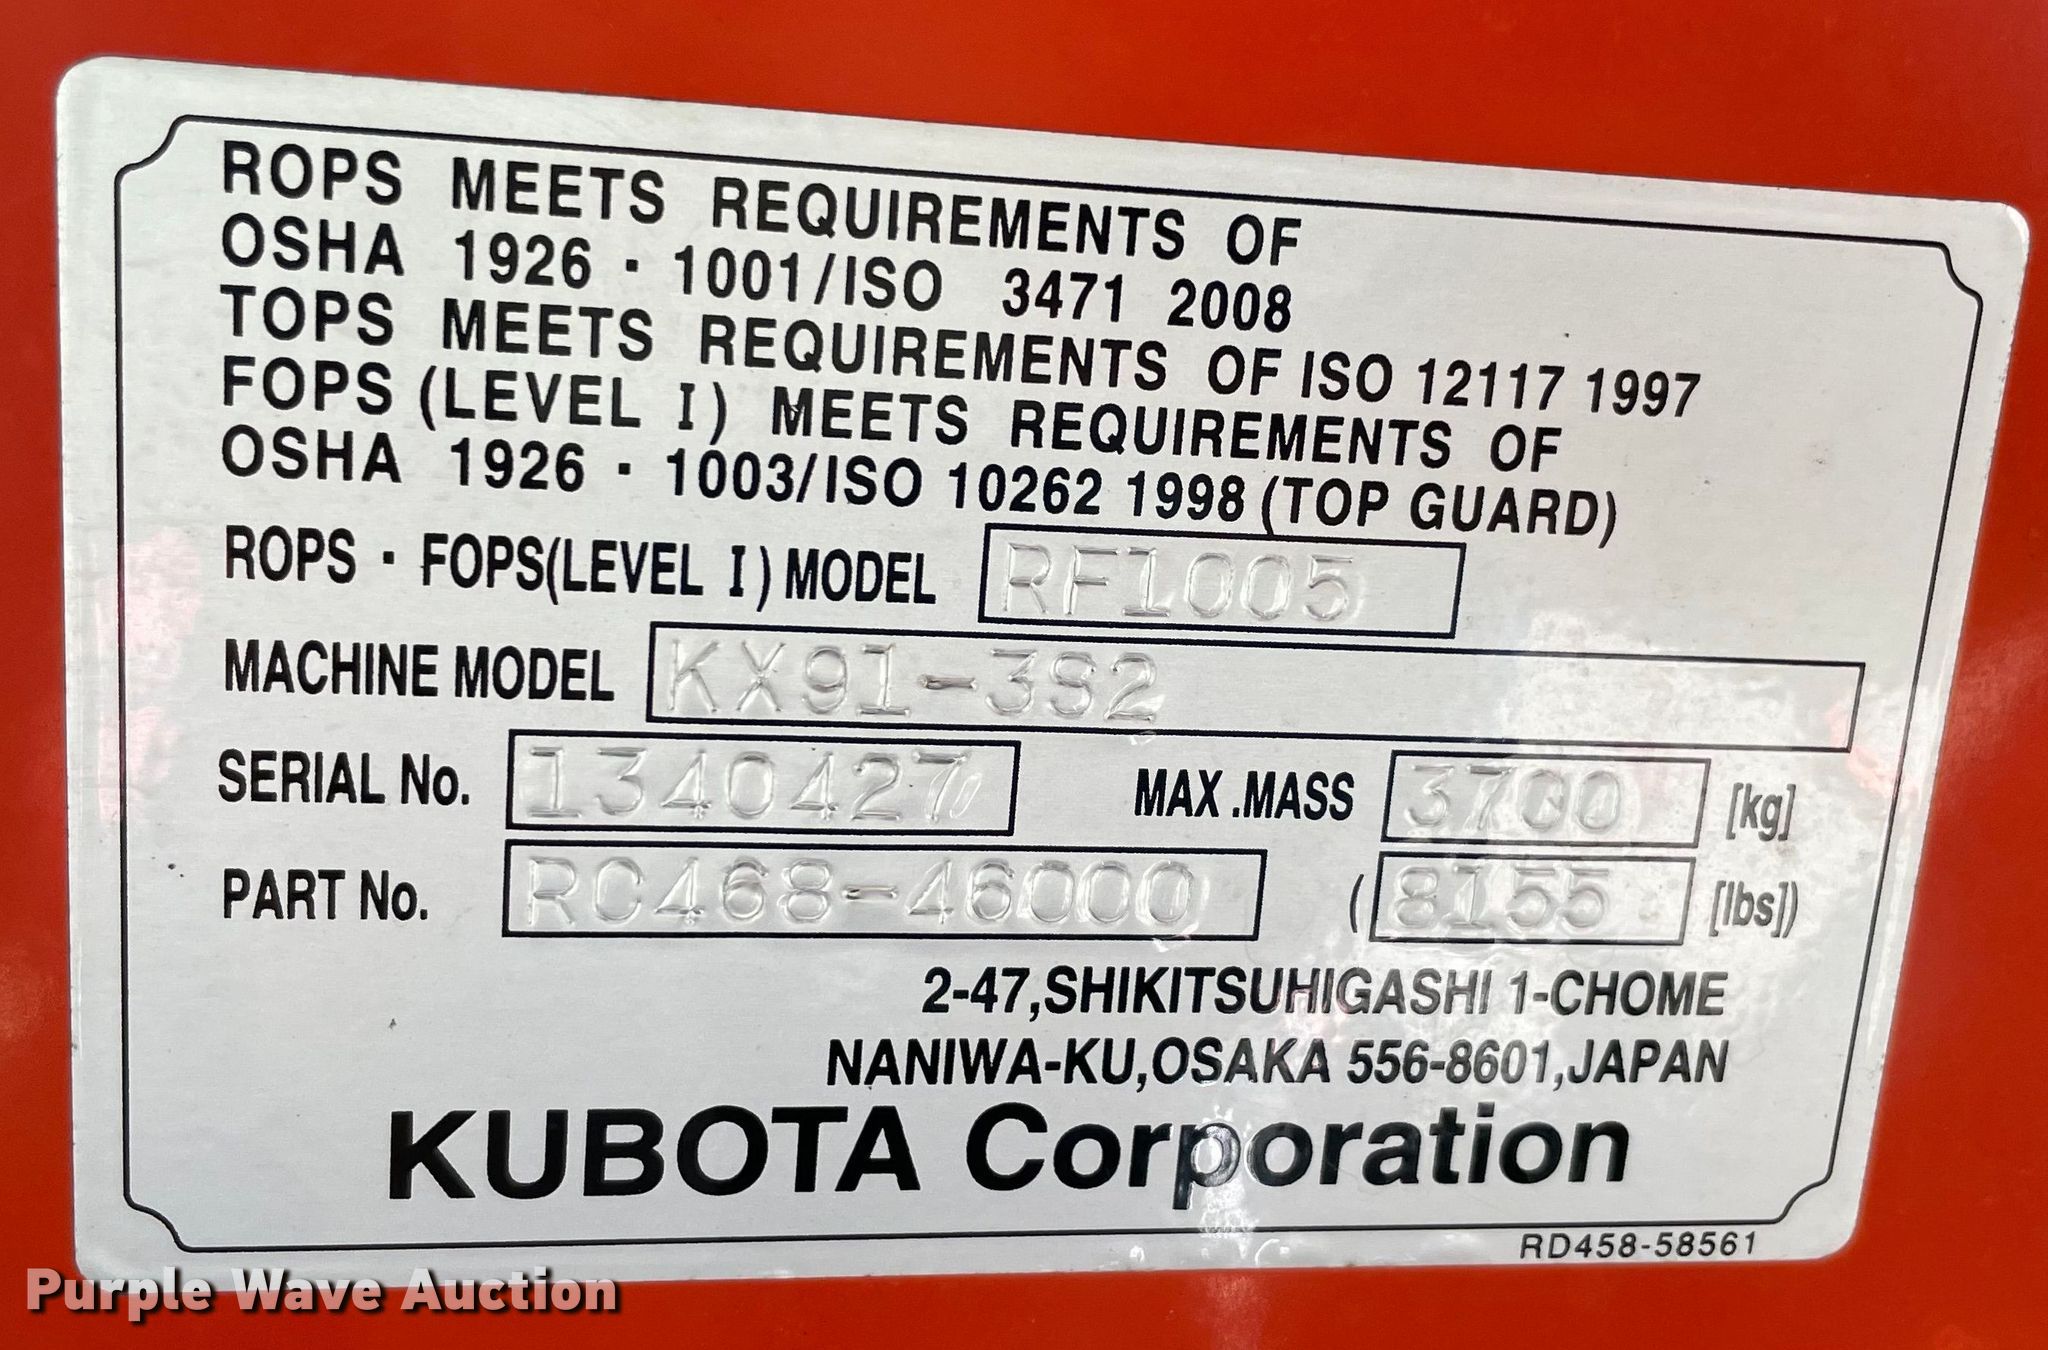 ROPS MEETS REQUIREMENTS OF
OSHA 1926 · 1001/ISO 3471 2008
TOPS MEETS REQUIREMENTS OF ISO 12117 1997
FOPS (LEVEL I) MEETS REQUIREMENTS OF
OSHA 1926 · 1003/ISO 10262 1998 (TOP GUARD)
ROPS · FOPS(LEVEL I) MODEL RF1005
MACHINE MODEL KX91-3S2
SERIAL No. 1340427 MAX.MASS 3700 [kg]
PART No. RC468-46000 (8155 [lbs])
2-47,SHIKITSUHIGASHI 1-CHOME
NANIWA-KU,OSAKA 556-8601,JAPAN
KUBOTA Corporation
RD458-58561
Purple Wave Auction